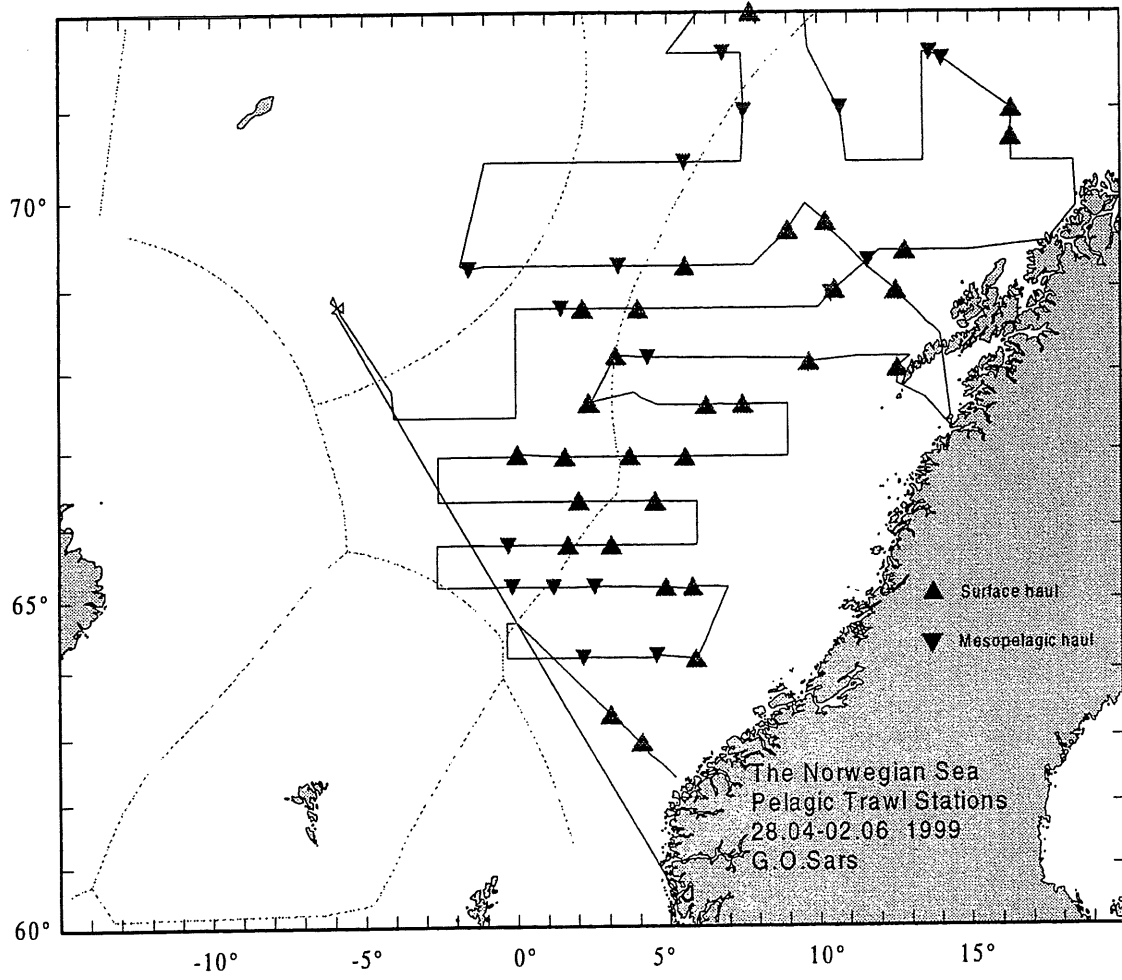 70°
65°
Surface haul
Mesopelagic haul
The Norwegian Sea
Pelagic Trawl Stations
28.04-02.06 1999
G.O.Sars
60°
-10°
-5°
0°
5°
10°
15°